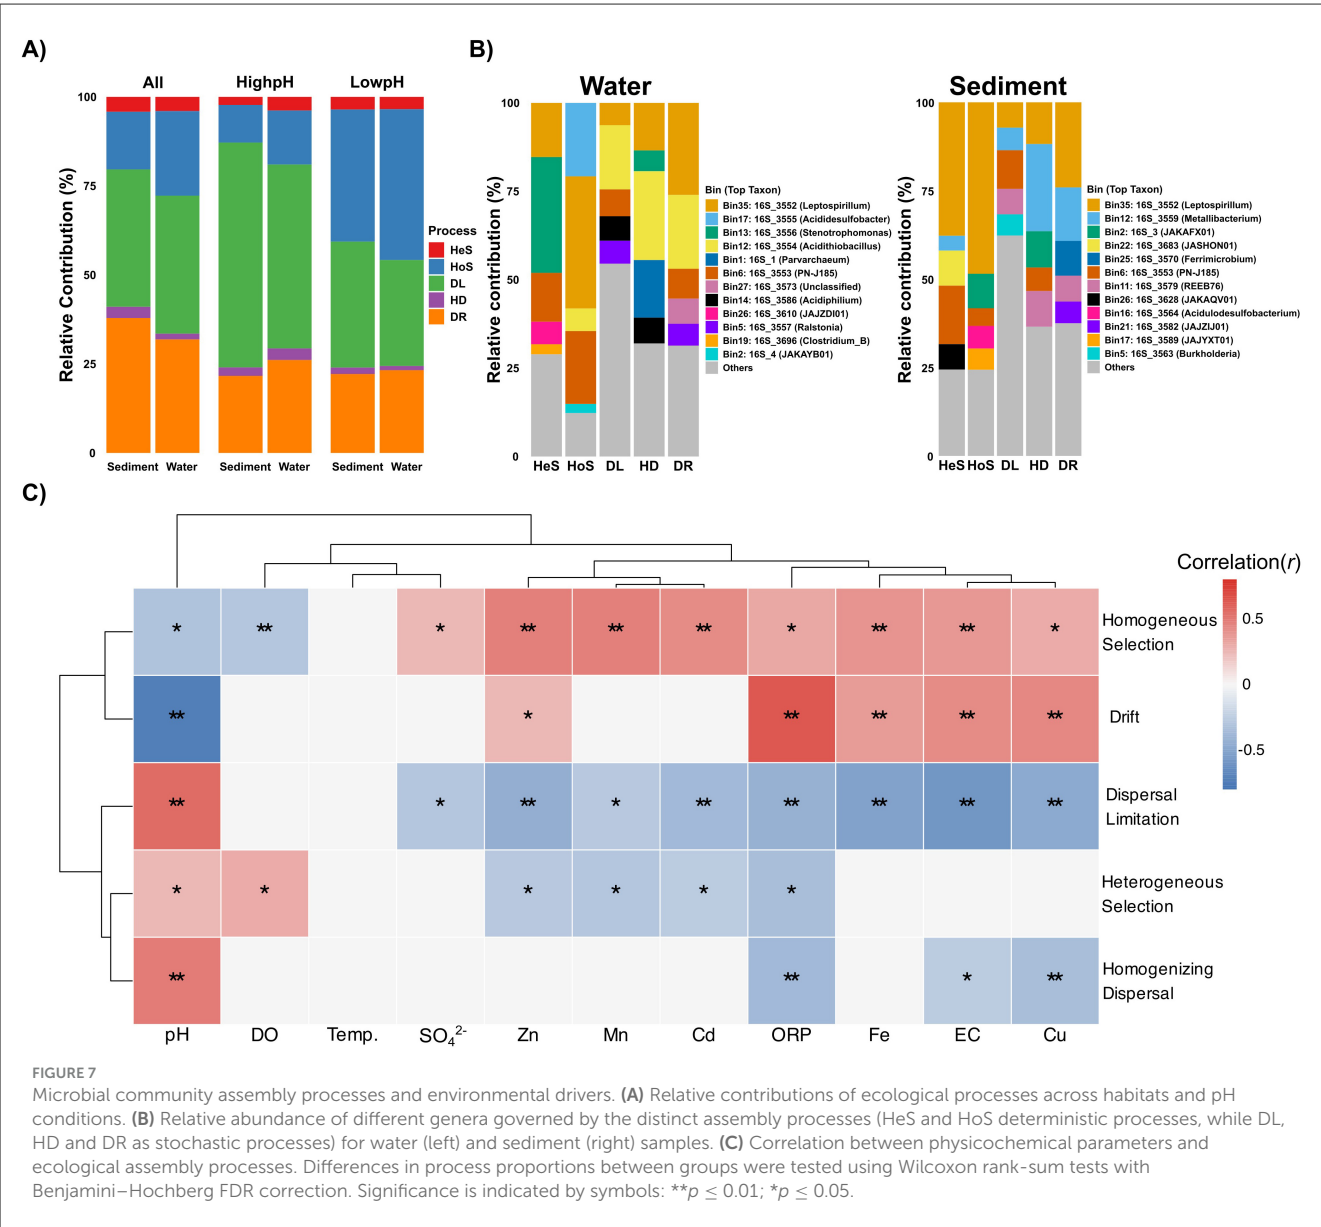 A)
All HighpH LowpH
Relative Contribution (%)
100
75
50
25
0
Sediment Water Sediment Water Sediment Water
Process
HeS
HoS
DL
HD
DR
B)
Water
Relative contribution (%)
100
75
50
25
0
HeS HoS DL HD DR
Bin (Top Taxon)
Bin35: 16S_3552 (Leptospirillum)
Bin17: 16S_3555 (Acididesulfobacter)
Bin13: 16S_3556 (Stenotrophomonas)
Bin12: 16S_3554 (Acidithiobacillus)
Bin1: 16S_1 (Parvarchaeum)
Bin6: 16S_3553 (PN-J185)
Bin27: 16S_3573 (Unclassified)
Bin14: 16S_3586 (Acidiphilium)
Bin26: 16S_3610 (JAJZDI01)
Bin5: 16S_3557 (Ralstonia)
Bin19: 16S_3696 (Clostridium_B)
Bin2: 16S_4 (JAKAYB01)
Others
Sediment
Relative contribution (%)
100
75
50
25
0
HeS HoS DL HD DR
Bin (Top Taxon)
Bin35: 16S_3552 (Leptospirillum)
Bin12: 16S_3559 (Metallibacterium)
Bin2: 16S_3 (JAKAFX01)
Bin22: 16S_3683 (JASHON01)
Bin25: 16S_3570 (Ferrimicrobium)
Bin6: 16S_3553 (PN-J185)
Bin11: 16S_3579 (REEB76)
Bin26: 16S_3628 (JAKAQV01)
Bin16: 16S_3564 (Acidulodesulfobacterium)
Bin21: 16S_3582 (JAJZIJ01)
Bin17: 16S_3589 (JAJYXT01)
Bin5: 16S_3563 (Burkholderia)
Others
C)
* ** * ** ** ** * ** ** *
Homogeneous
Selection
** * ** ** ** **
Drift
** * ** * ** ** ** ** **
Dispersal
Limitation
* * * * * *
Heterogeneous
Selection
** ** * **
Homogenizing
Dispersal
pH DO Temp. SO₄²⁻ Zn Mn Cd ORP Fe EC Cu
Correlation(r)
0.5
0
-0.5
FIGURE 7
Microbial community assembly processes and environmental drivers. (A) Relative contributions of ecological processes across habitats and pH
conditions. (B) Relative abundance of different genera governed by the distinct assembly processes (HeS and HoS deterministic processes, while DL,
HD and DR as stochastic processes) for water (left) and sediment (right) samples. (C) Correlation between physicochemical parameters and
ecological assembly processes. Differences in process proportions between groups were tested using Wilcoxon rank-sum tests with
Benjamini–Hochberg FDR correction. Significance is indicated by symbols: **p ≤ 0.01; *p ≤ 0.05.